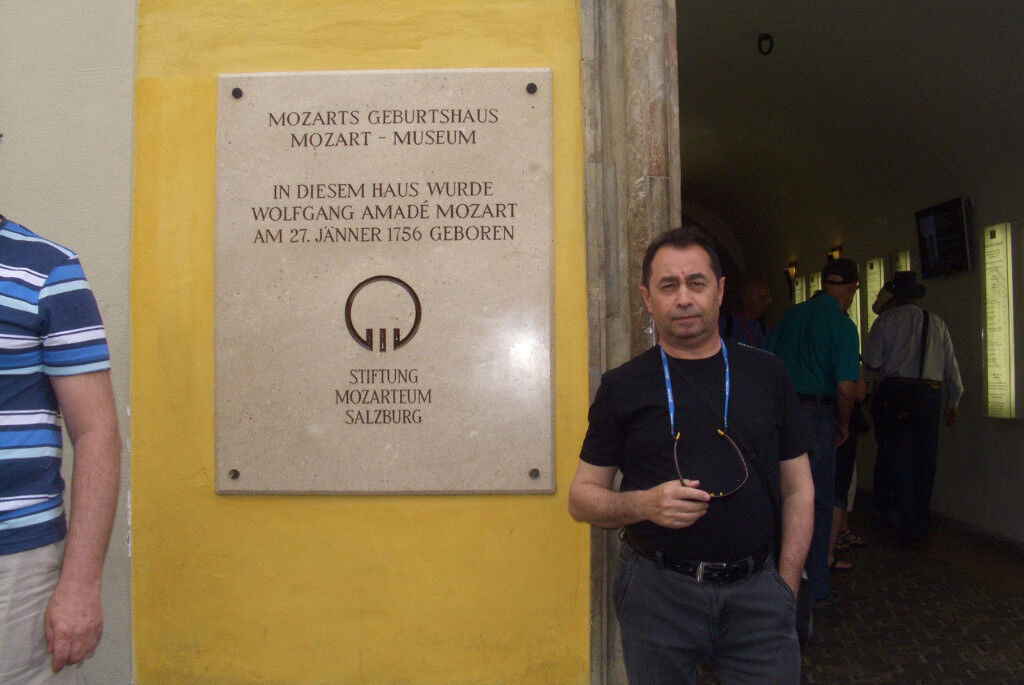 MOZARTS GEBURTSHAUS
MOZART - MUSEUM
IN DIESEM HAUS WURDE
WOLFGANG AMADÉ MOZART
AM 27. JÄNNER 1756 GEBOREN
STIFTUNG
MOZARTEUM
SALZBURG